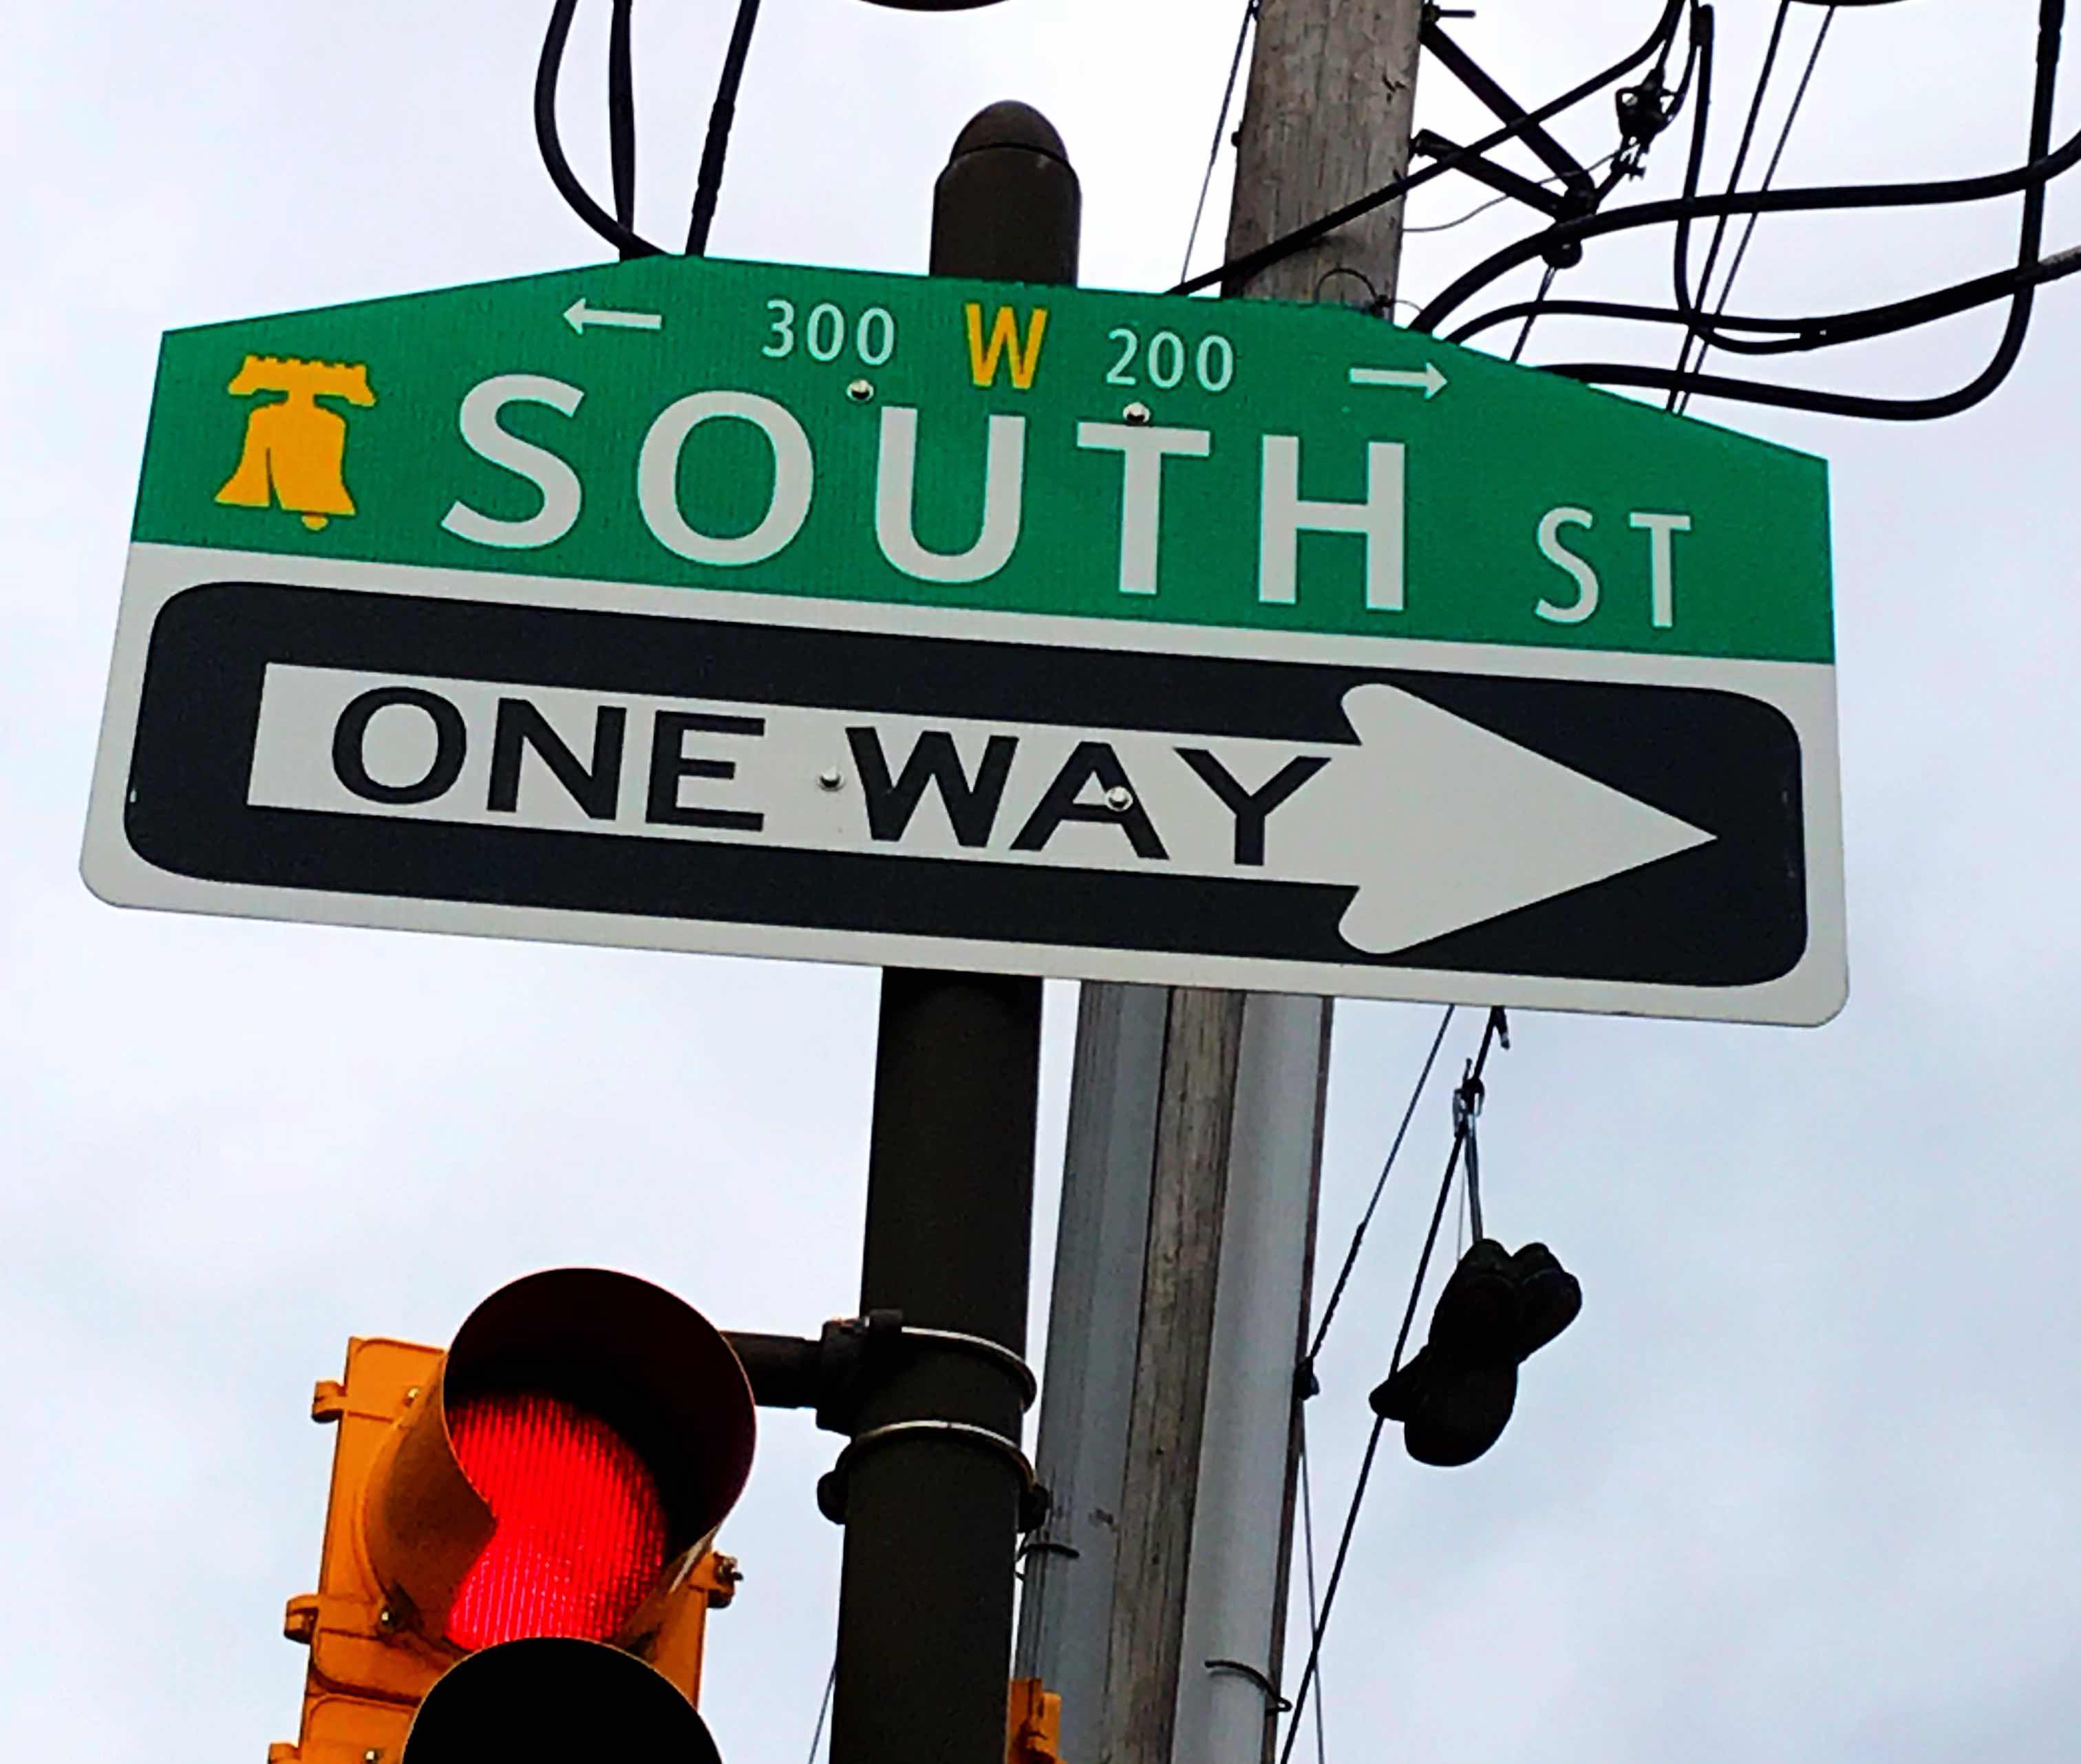 ← 300 W 200 →
SOUTH ST
ONE WAY